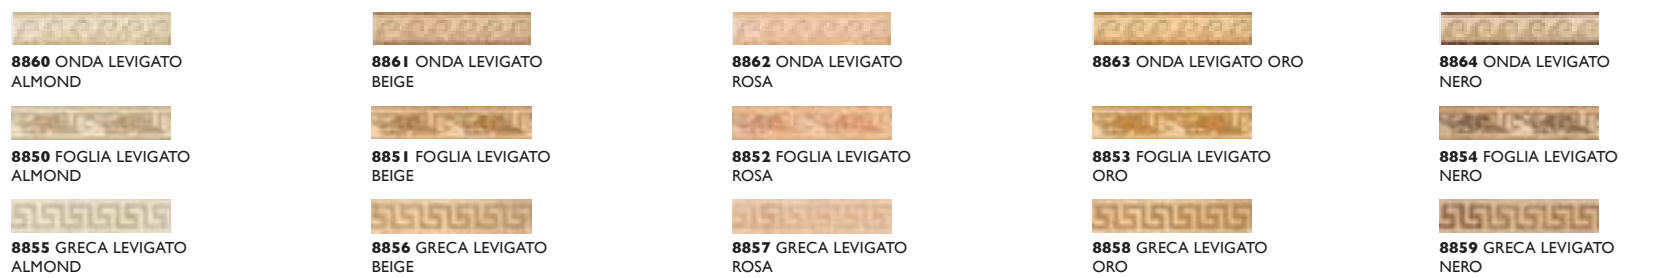 8860 ONDA LEVIGATO
ALMOND
8861 ONDA LEVIGATO
BEIGE
8862 ONDA LEVIGATO
ROSA
8863 ONDA LEVIGATO ORO
8864 ONDA LEVIGATO
NERO
8850 FOGLIA LEVIGATO
ALMOND
8851 FOGLIA LEVIGATO
BEIGE
8852 FOGLIA LEVIGATO
ROSA
8853 FOGLIA LEVIGATO
ORO
8854 FOGLIA LEVIGATO
NERO
8855 GRECA LEVIGATO
ALMOND
8856 GRECA LEVIGATO
BEIGE
8857 GRECA LEVIGATO
ROSA
8858 GRECA LEVIGATO
ORO
8859 GRECA LEVIGATO
NERO